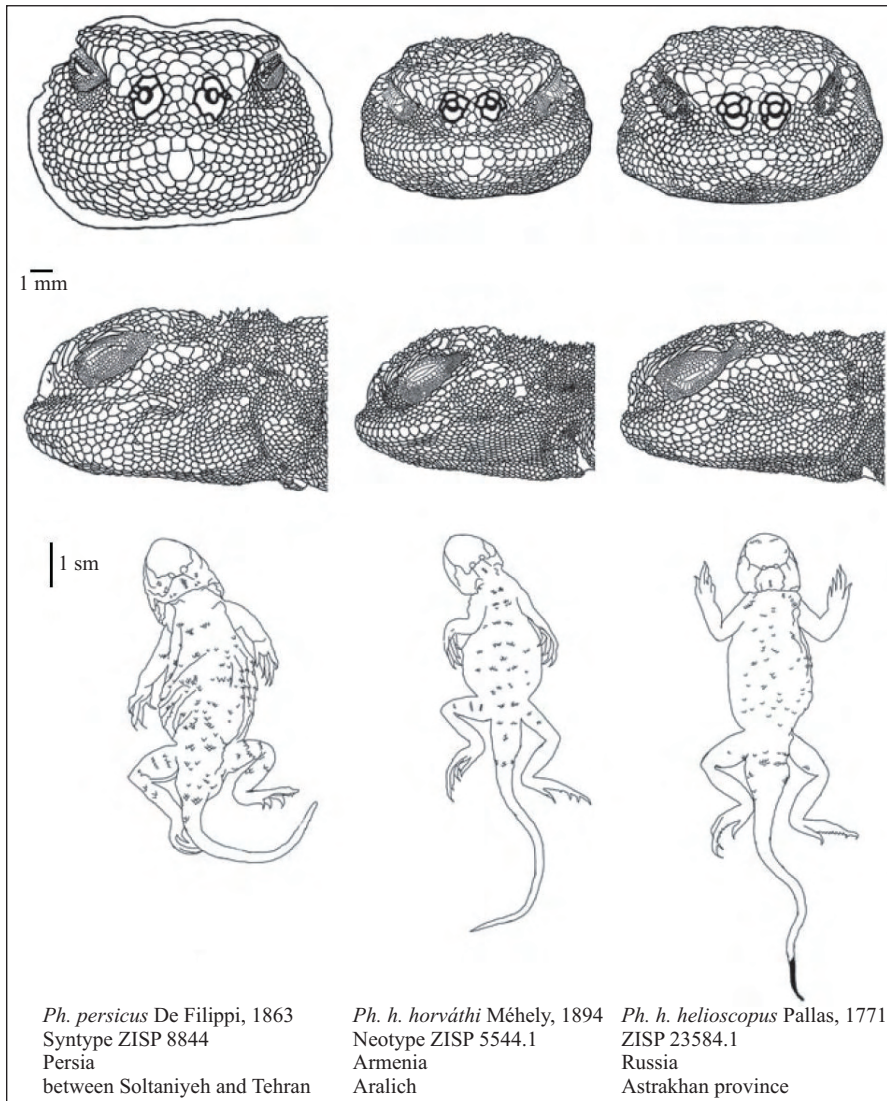 1 mm
1 sm
Ph. persicus De Filippi, 1863
Syntype ZISP 8844
Persia
between Soltaniyeh and Tehran
Ph. h. horváthi Méhely, 1894
Neotype ZISP 5544.1
Armenia
Aralich
Ph. h. helioscopus Pallas, 1771
ZISP 23584.1
Russia
Astrakhan province